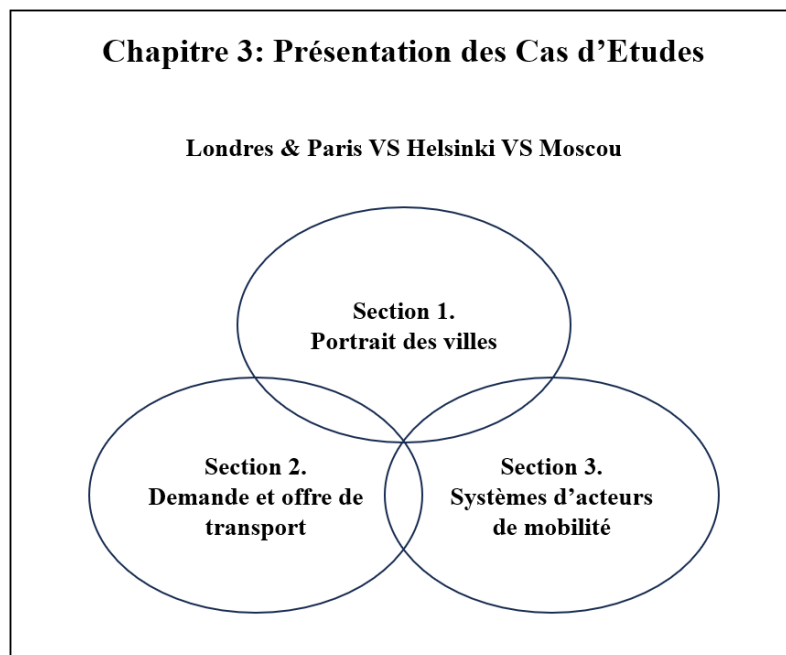 Chapitre 3: Présentation des Cas d’Etudes
Londres & Paris VS Helsinki VS Moscou
Section 1.
Portrait des villes
Section 2.
Demande et offre de
transport
Section 3.
Systèmes d’acteurs
de mobilité